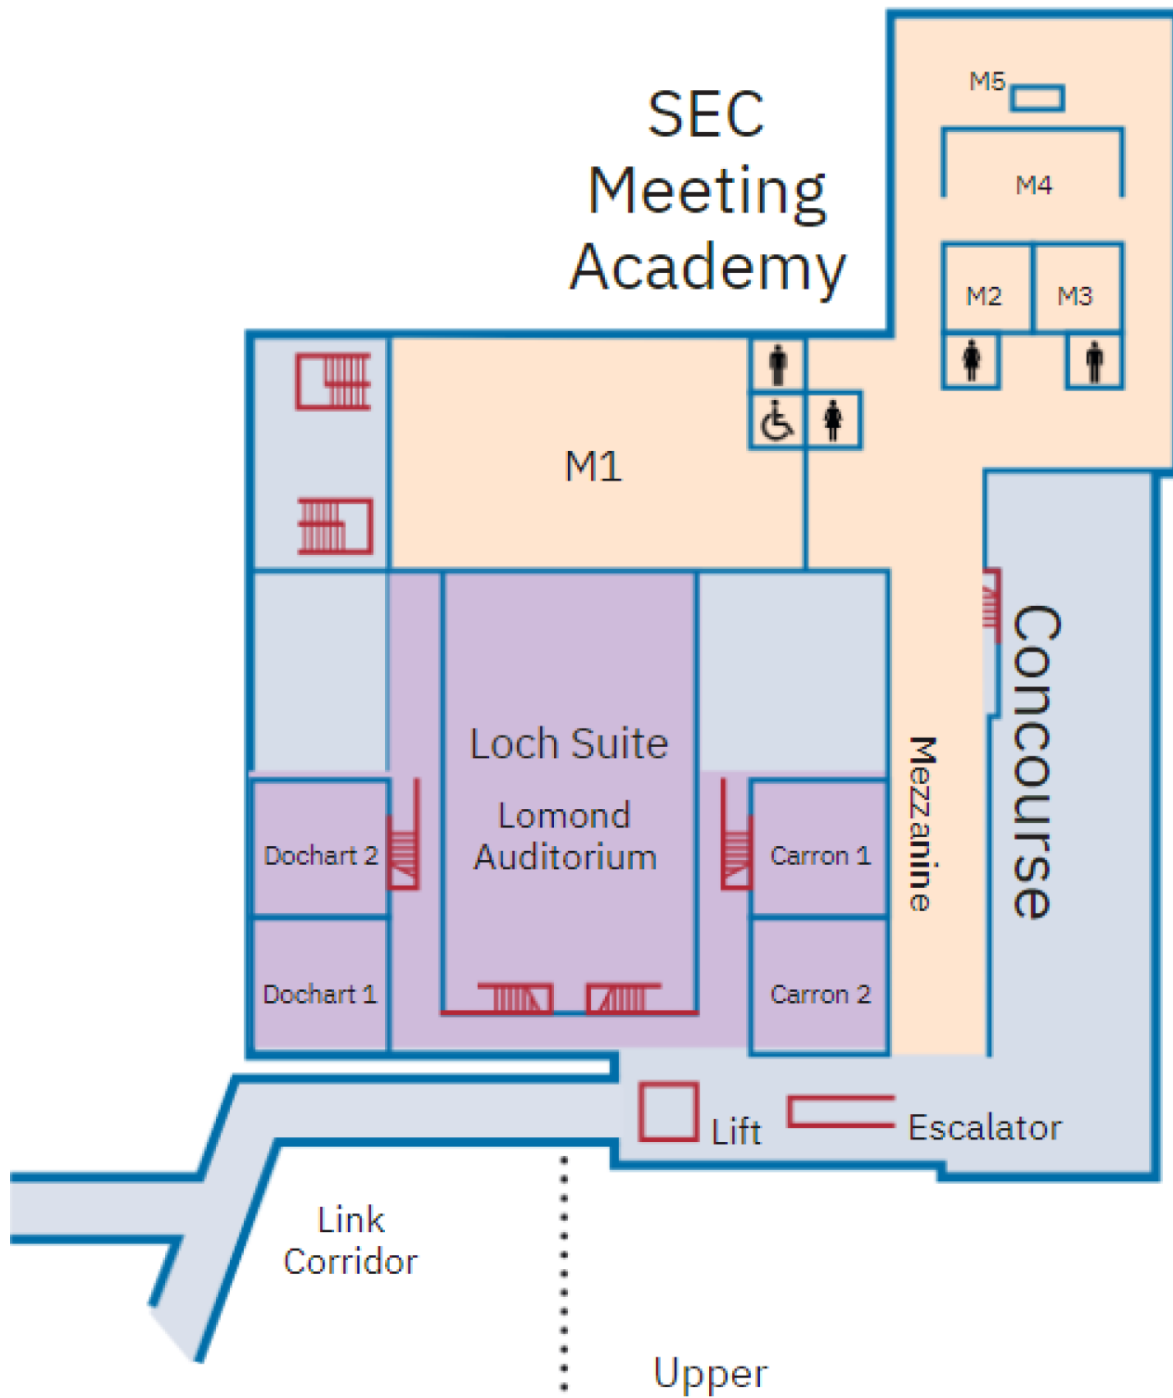 SEC
Meeting
Academy
M5
M4
M2
M3
M1
Concourse
Mezzanine
Loch Suite
Lomond
Auditorium
Dochart 2
Carron 1
Dochart 1
Carron 2
Lift
Escalator
Link
Corridor
Upper